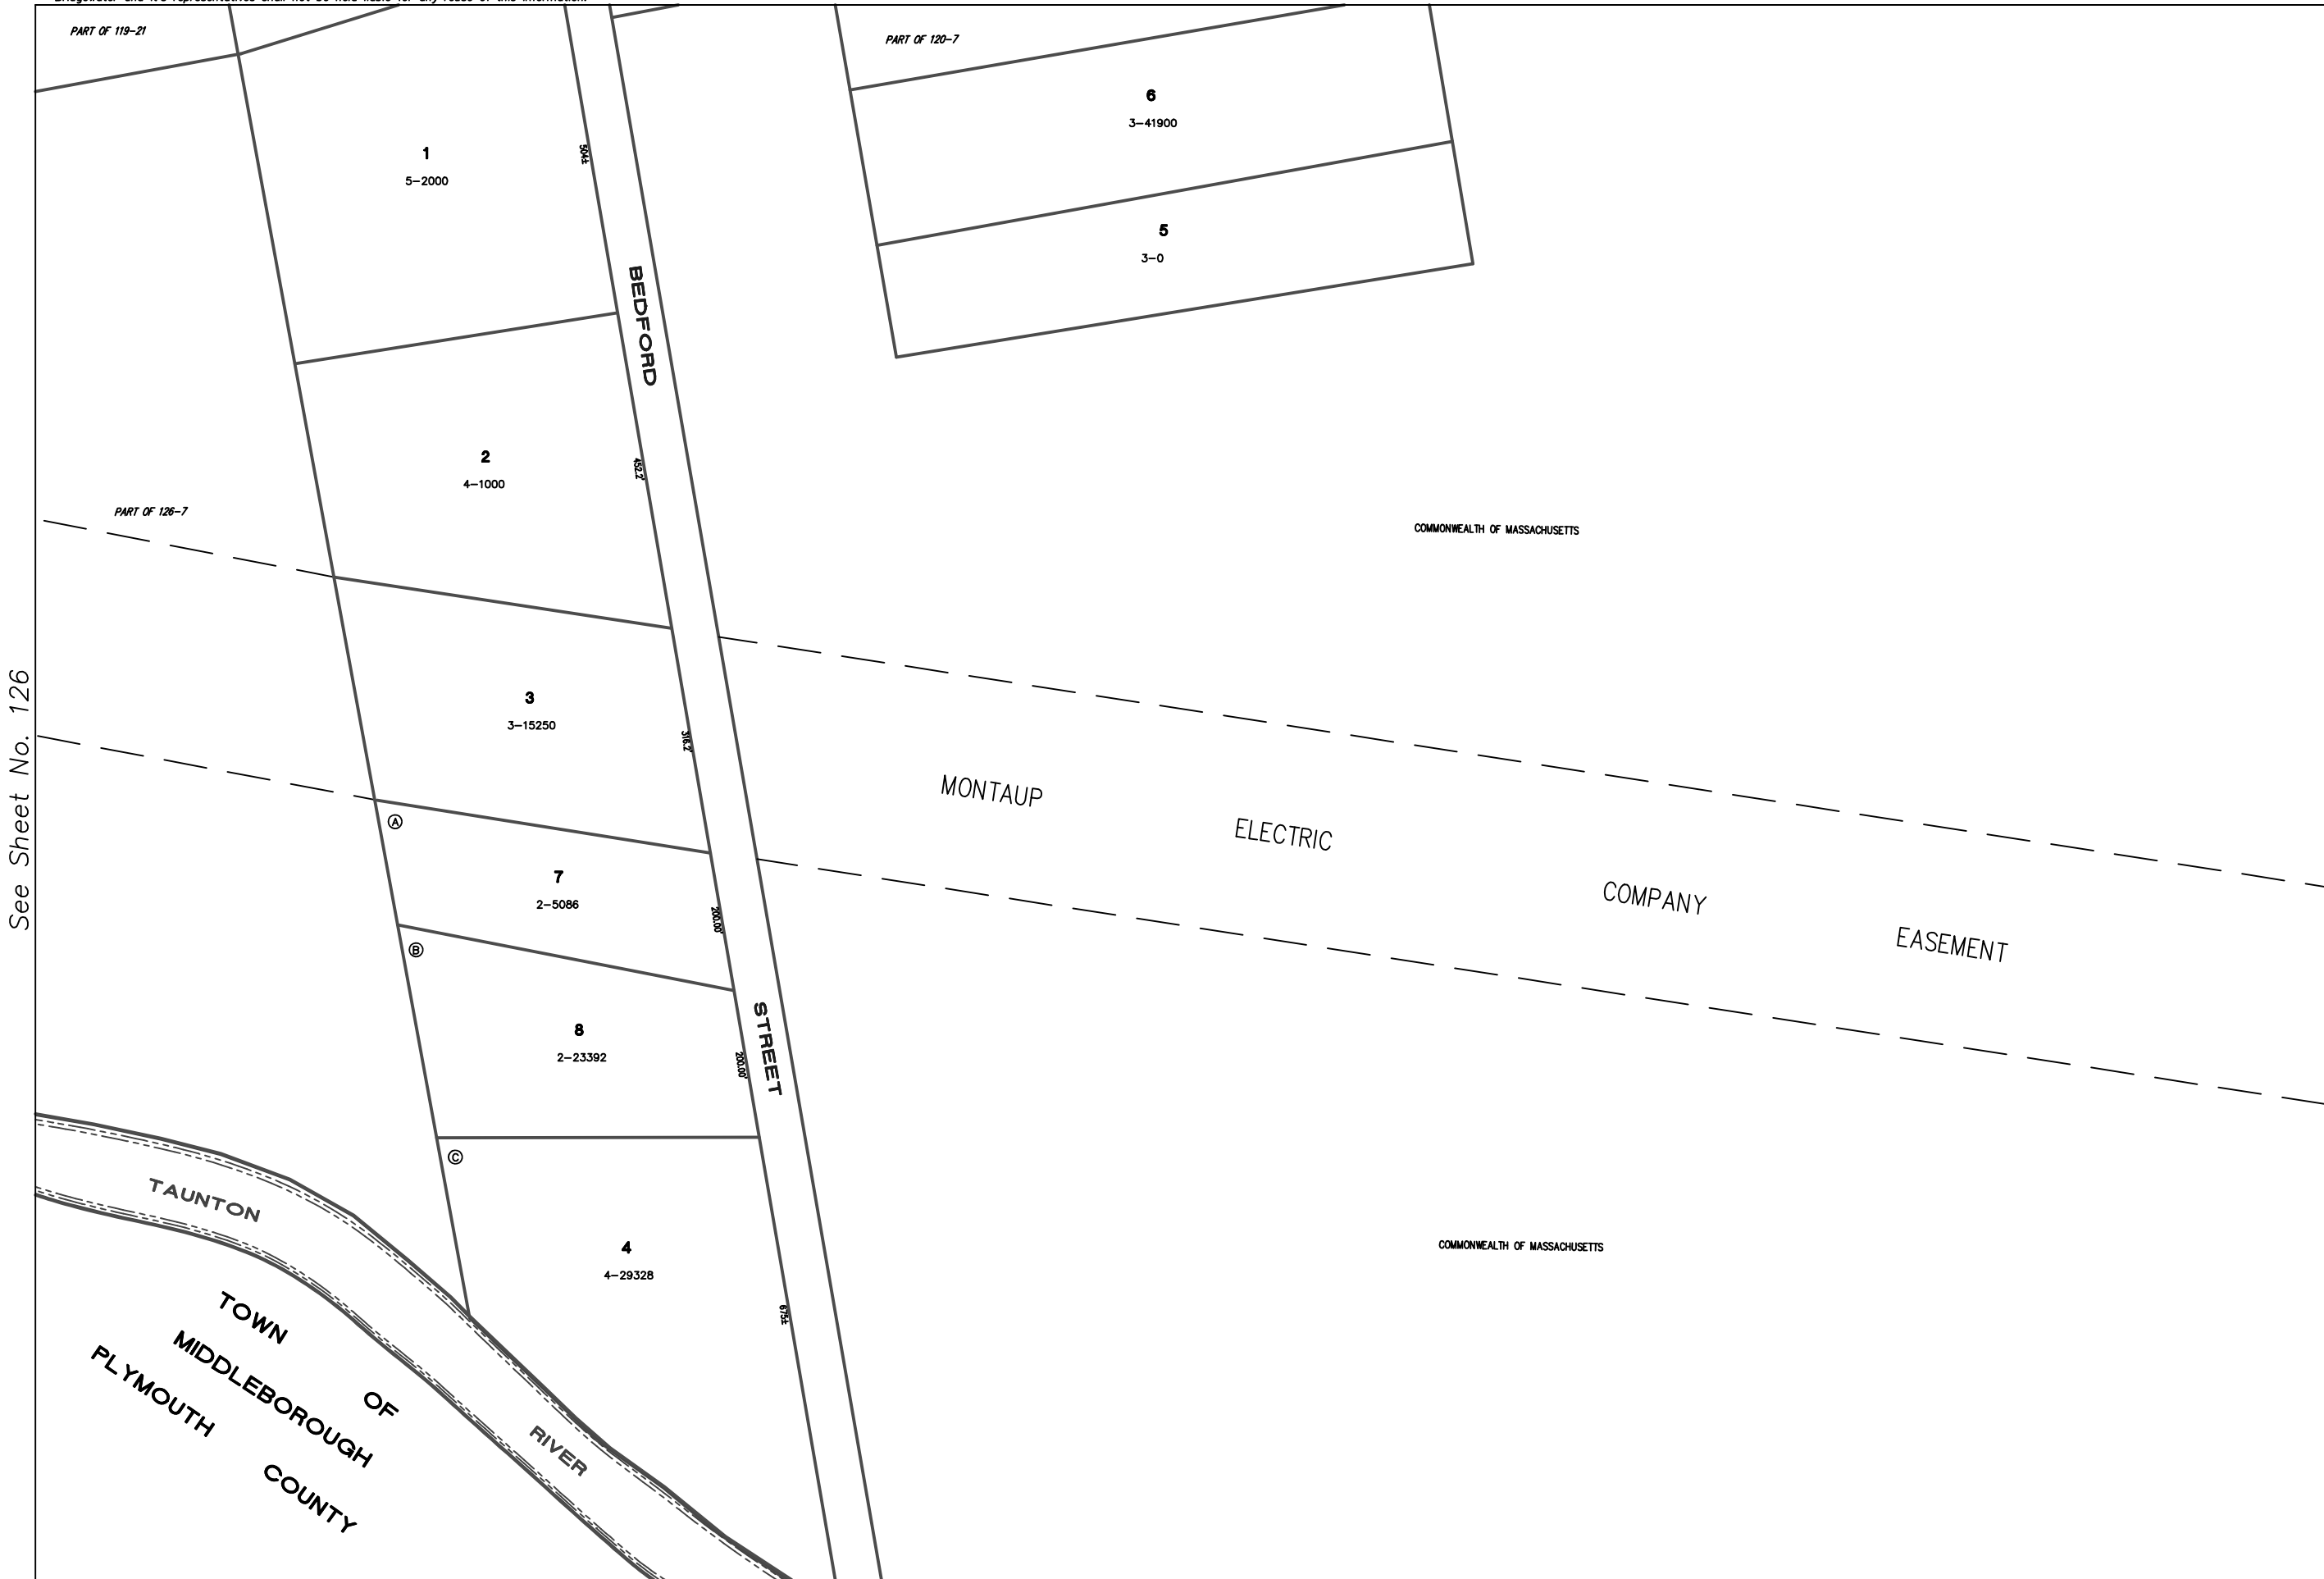 PART OF 119-21
PART OF 120-7
6
3-41900
1
5-2000
504±
5
3-0
BEDFORD
2
4-1000
452.2'
PART OF 126-7
COMMONWEALTH OF MASSACHUSETTS
See Sheet No. 126
3
3-15250
316.2'
MONTAUP ELECTRIC COMPANY EASEMENT
A
7
2-5086
200.00'
B
STREET
8
2-23392
200.00'
C
TAUNTON
4
4-29328
675±
COMMONWEALTH OF MASSACHUSETTS
TOWN OF
MIDDLEBOROUGH
PLYMOUTH COUNTY
RIVER